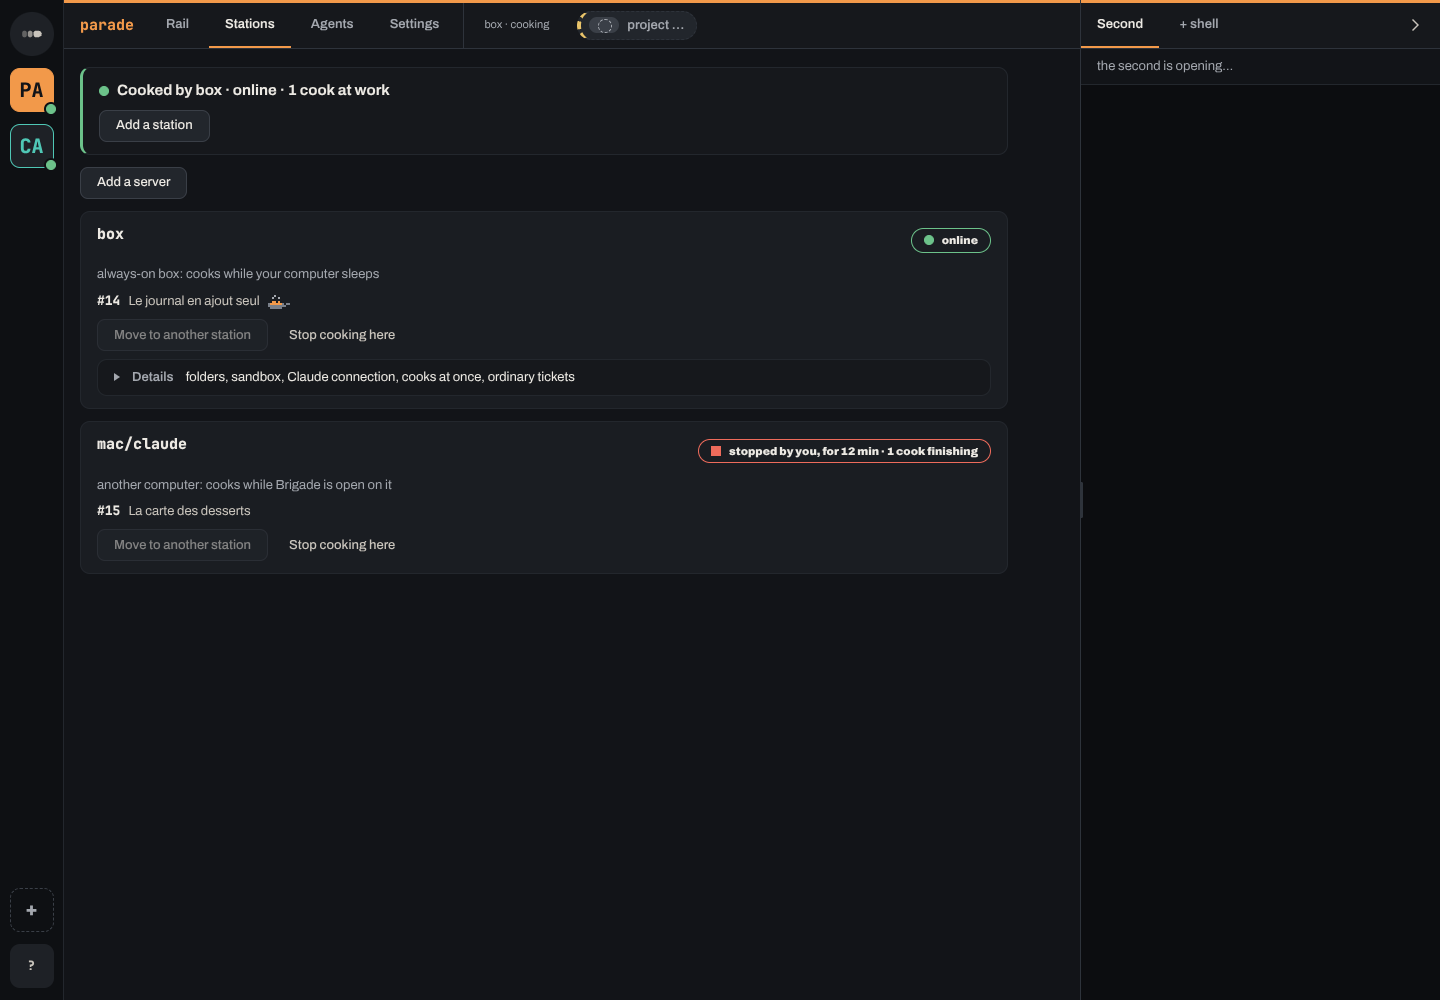 PA
CA
+
?
parade Rail Stations Agents Settings box · cooking project ...
Cooked by box · online · 1 cook at work
Add a station
Add a server
box online
always-on box: cooks while your computer sleeps
#14 Le journal en ajout seul
Move to another station Stop cooking here
Details folders, sandbox, Claude connection, cooks at once, ordinary tickets
mac/claude stopped by you, for 12 min · 1 cook finishing
another computer: cooks while Brigade is open on it
#15 La carte des desserts
Move to another station Stop cooking here
Second + shell
the second is opening...